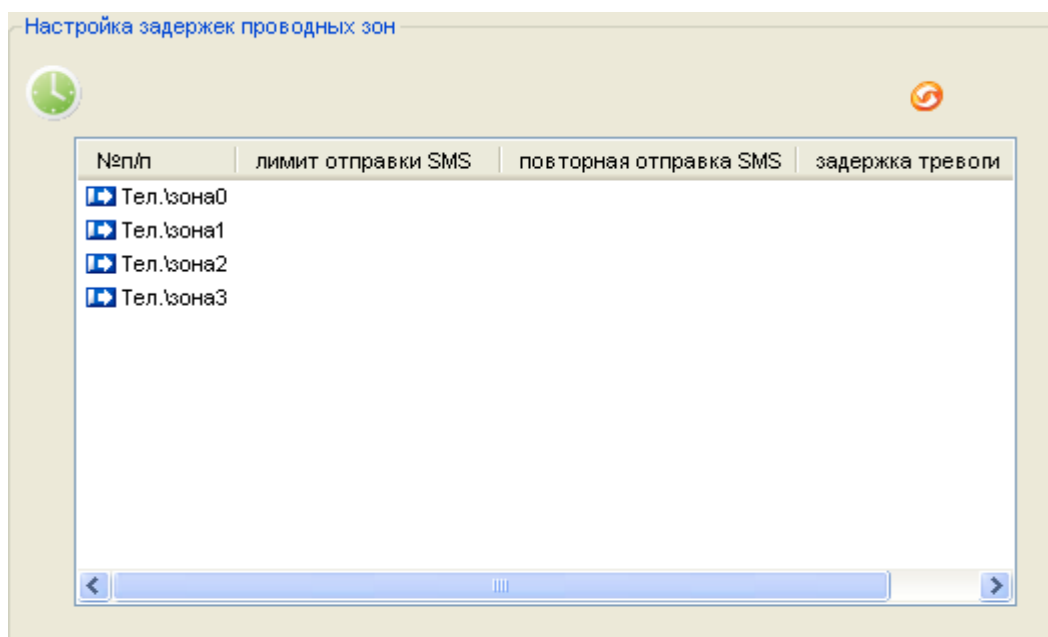 Настройка задержек проводных зон
№п/п лимит отправки SMS повторная отправка SMS задержка тревоги
Тел.\зона0
Тел.\зона1
Тел.\зона2
Тел.\зона3